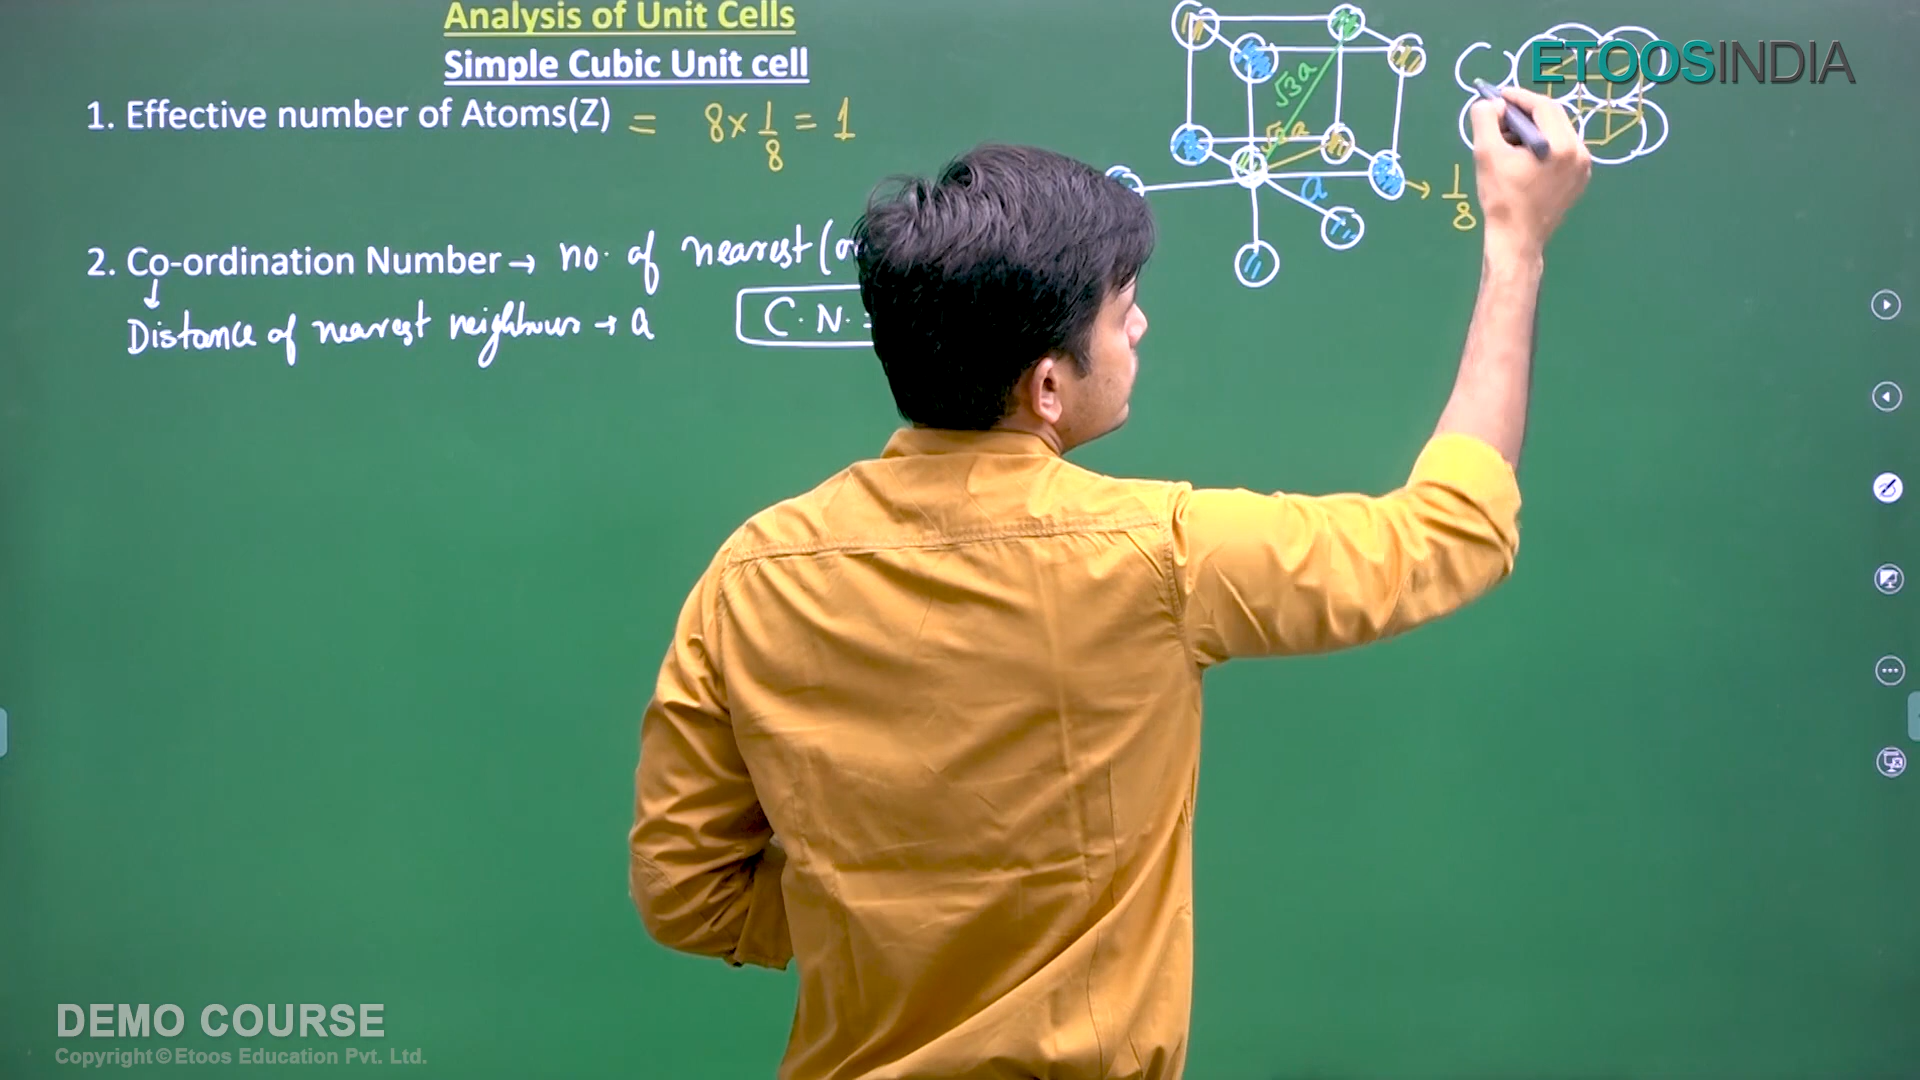 Analysis of Unit Cells
Simple Cubic Unit cell
1. Effective number of Atoms(Z) = 8 × 1/8 = 1
2. Co-ordination Number → no. of nearest (
Distance of nearest neighbours → a
C.N. =
√3a
√2a
a
→ 1/8
ETOOSINDIA
DEMO COURSE
Copyright © Etoos Education Pvt. Ltd.